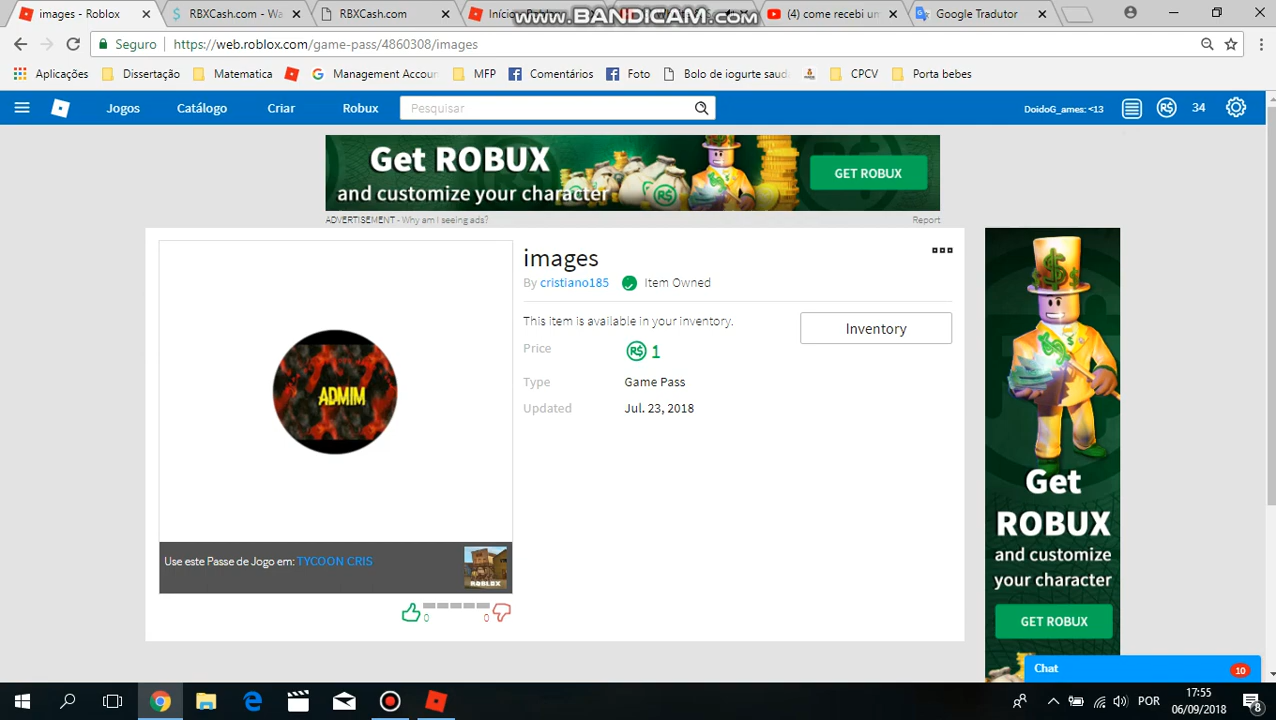 images - Roblox
RBXCash.com - Wa
RBXCash.com
Início
www.BANDICAM.com
(4) come recebi um
Google Tradutor
Seguro
https://web.roblox.com/game-pass/4860308/images
Aplicações
Dissertação
Matematica
Management Accou
MFP
Comentários
Foto
Bolo de iogurte saud
CPCV
Porta bebes
Jogos
Catálogo
Criar
Robux
Pesquisar
DoidoG_ames: <13
34
Get ROBUX
and customize your character
GET ROBUX
ADVERTISEMENT - Why am I seeing ads?
Report
images
By cristiano185
Item Owned
This item is available in your inventory.
Inventory
Price
R$ 1
Type
Game Pass
Updated
Jul. 23, 2018
ADMIM
Use este Passe de Jogo em: TYCOON CRIS
ROBLOX
0
0
Get
ROBUX
and customize
your character
GET ROBUX
Chat
10
POR
17:55
06/09/2018
8